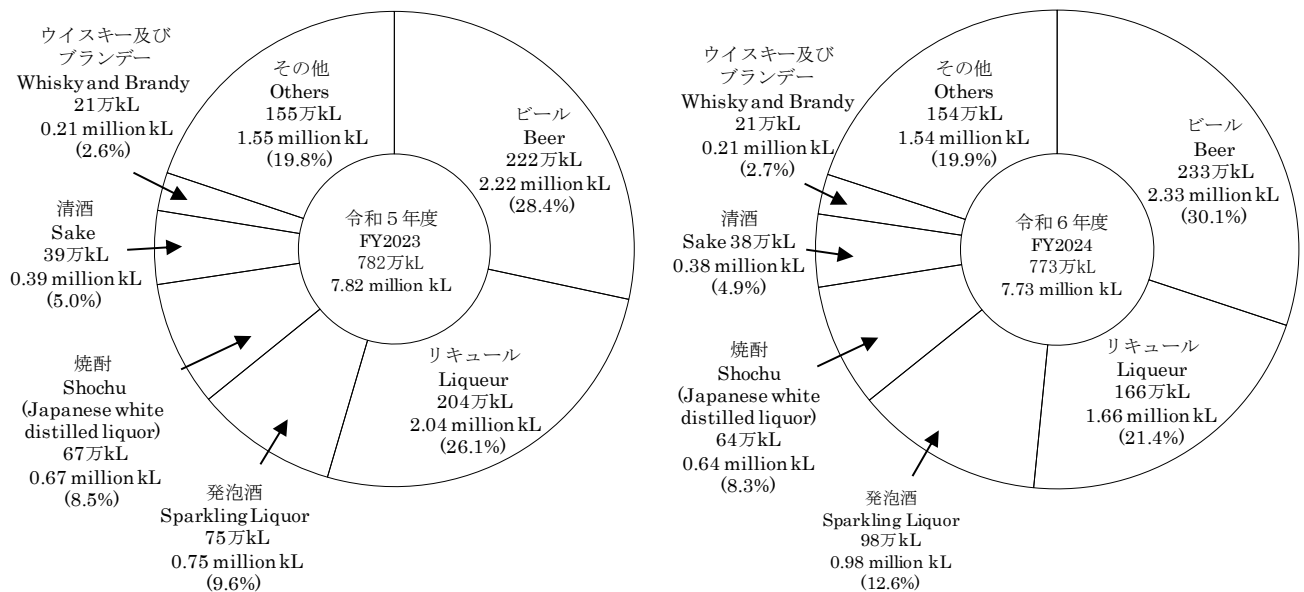 ウイスキー及び
ブランデー
Whisky and Brandy
21万kL
0.21 million kL
(2.6%)
その他
Others
155万kL
1.55 million kL
(19.8%)
ビール
Beer
222万kL
2.22 million kL
(28.4%)
清酒
Sake
39万kL
0.39 million kL
(5.0%)
令和5年度
FY2023
782万kL
7.82 million kL
焼酎
Shochu
(Japanese white
distilled liquor)
67万kL
0.67 million kL
(8.5%)
リキュール
Liqueur
204万kL
2.04 million kL
(26.1%)
発泡酒
Sparkling Liquor
75万kL
0.75 million kL
(9.6%)
ウイスキー及び
ブランデー
Whisky and Brandy
21万kL
0.21 million kL
(2.7%)
その他
Others
154万kL
1.54 million kL
(19.9%)
ビール
Beer
233万kL
2.33 million kL
(30.1%)
清酒
Sake 38万kL
0.38 million kL
(4.9%)
令和6年度
FY2024
773万kL
7.73 million kL
焼酎
Shochu
(Japanese white
distilled liquor)
64万kL
0.64 million kL
(8.3%)
リキュール
Liqueur
166万kL
1.66 million kL
(21.4%)
発泡酒
Sparkling Liquor
98万kL
0.98 million kL
(12.6%)